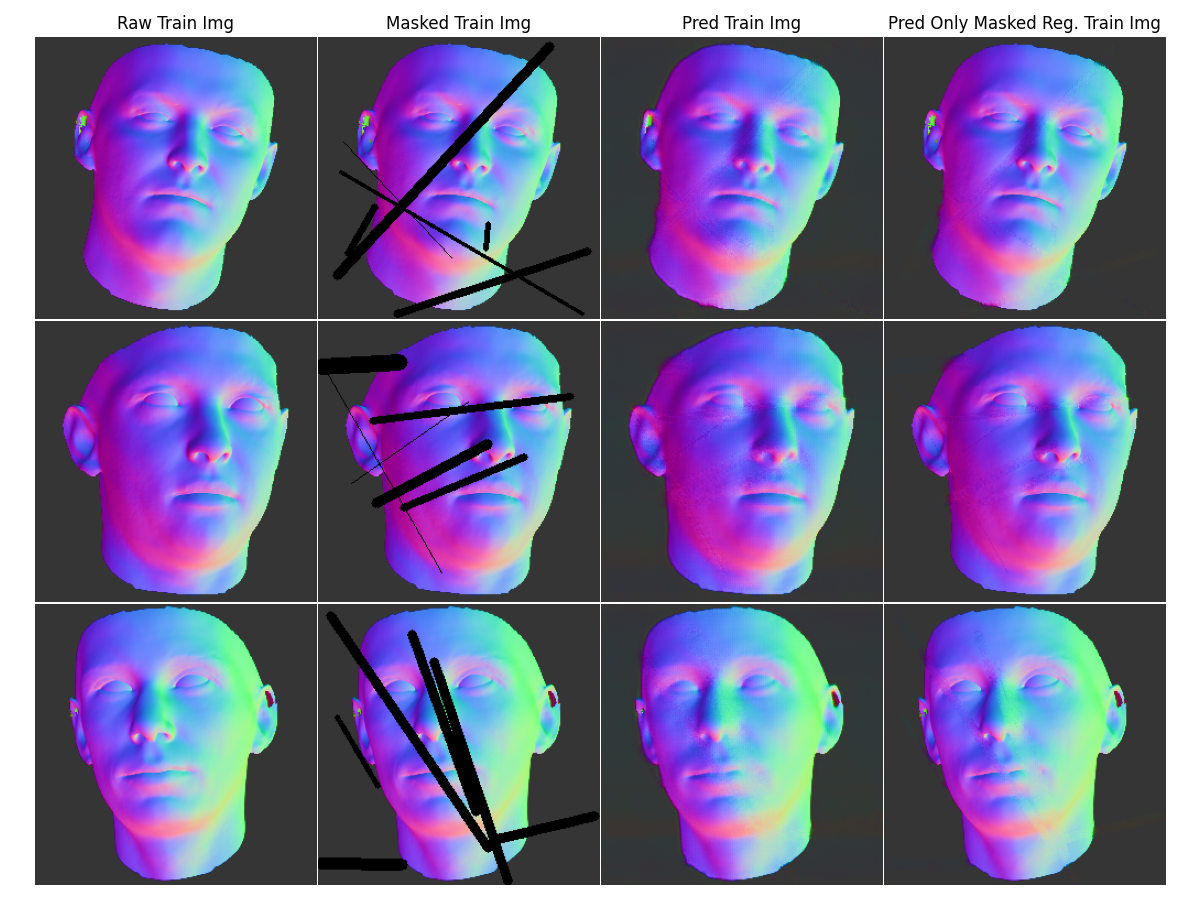 Raw Train Img
Masked Train Img
Pred Train Img
Pred Only Masked Reg. Train Img